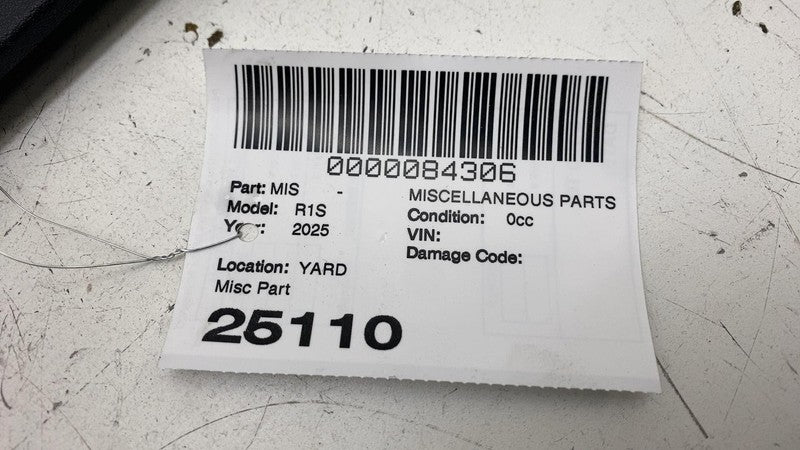 0000084306
Part: MIS - MISCELLANEOUS PARTS
Model: R1S Condition: 0cc
Year: 2025 VIN:
Damage Code:
Location: YARD
Misc Part
25110